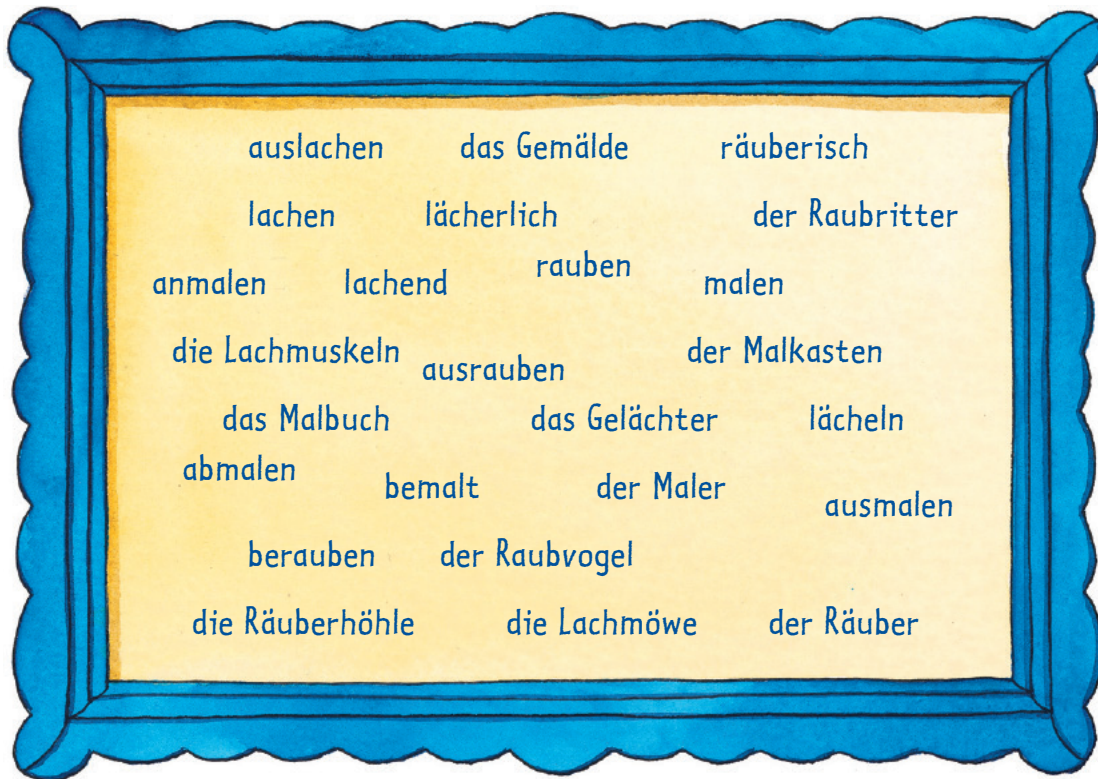 auslachen das Gemälde räuberisch
lachen lächerlich der Raubritter
anmalen lachend rauben malen
die Lachmuskeln ausrauben der Malkasten
das Malbuch das Gelächter lächeln
abmalen bemalt der Maler ausmalen
berauben der Raubvogel
die Räuberhöhle die Lachmöwe der Räuber